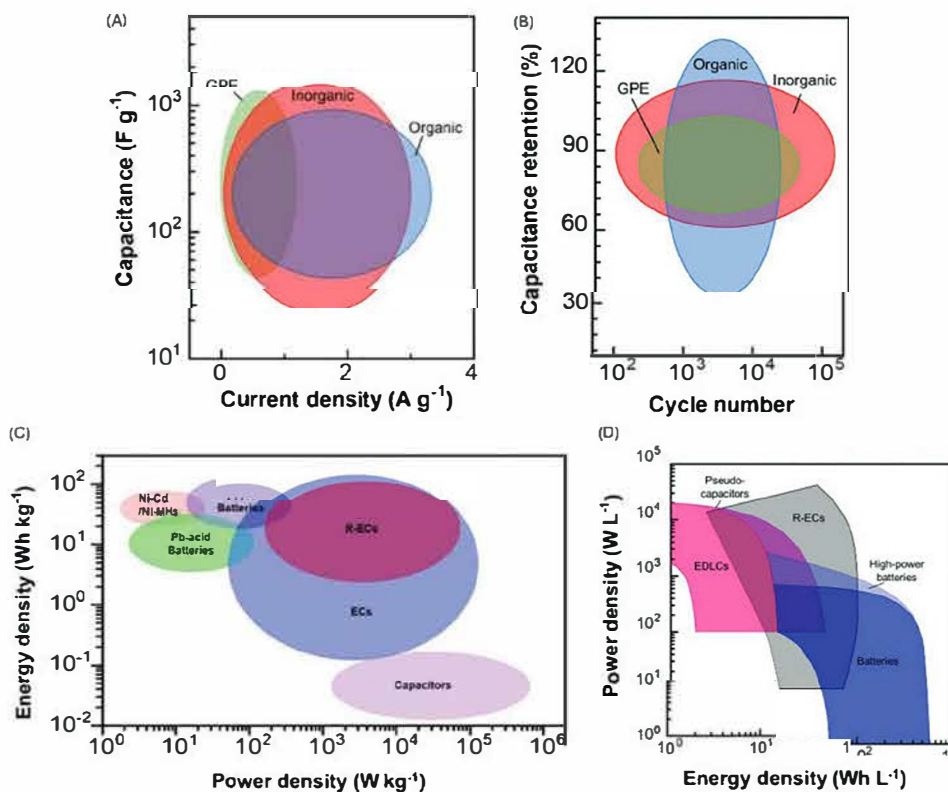 (A)
GPE
Inorganic
Organic
10³
10²
10¹
0
2
4
Capacitance (F g⁻¹)
Current density (A g⁻¹)
(B)
Organic
GPE
Inorganic
120
90
60
30
10²
10³
10⁴
10⁵
Capacitance retention (%)
Cycle number
(C)
Ni-Cd
/Ni-MHs
Batteries
Pb-acid
Batteries
R-ECs
ECs
Capacitors
10²
10¹
10⁰
10⁻¹
10⁻²
10⁰
10¹
10²
10³
10⁴
10⁵
10⁶
Energy density (Wh kg⁻¹)
Power density (W kg⁻¹)
(D)
Pseudo-
capacitors
R-ECs
EDLCs
High-power
batteries
Batteries
10⁵
10⁴
10³
10²
10¹
10⁰
10⁰
10¹
Power density (W L⁻¹)
Energy density (Wh L⁻¹)